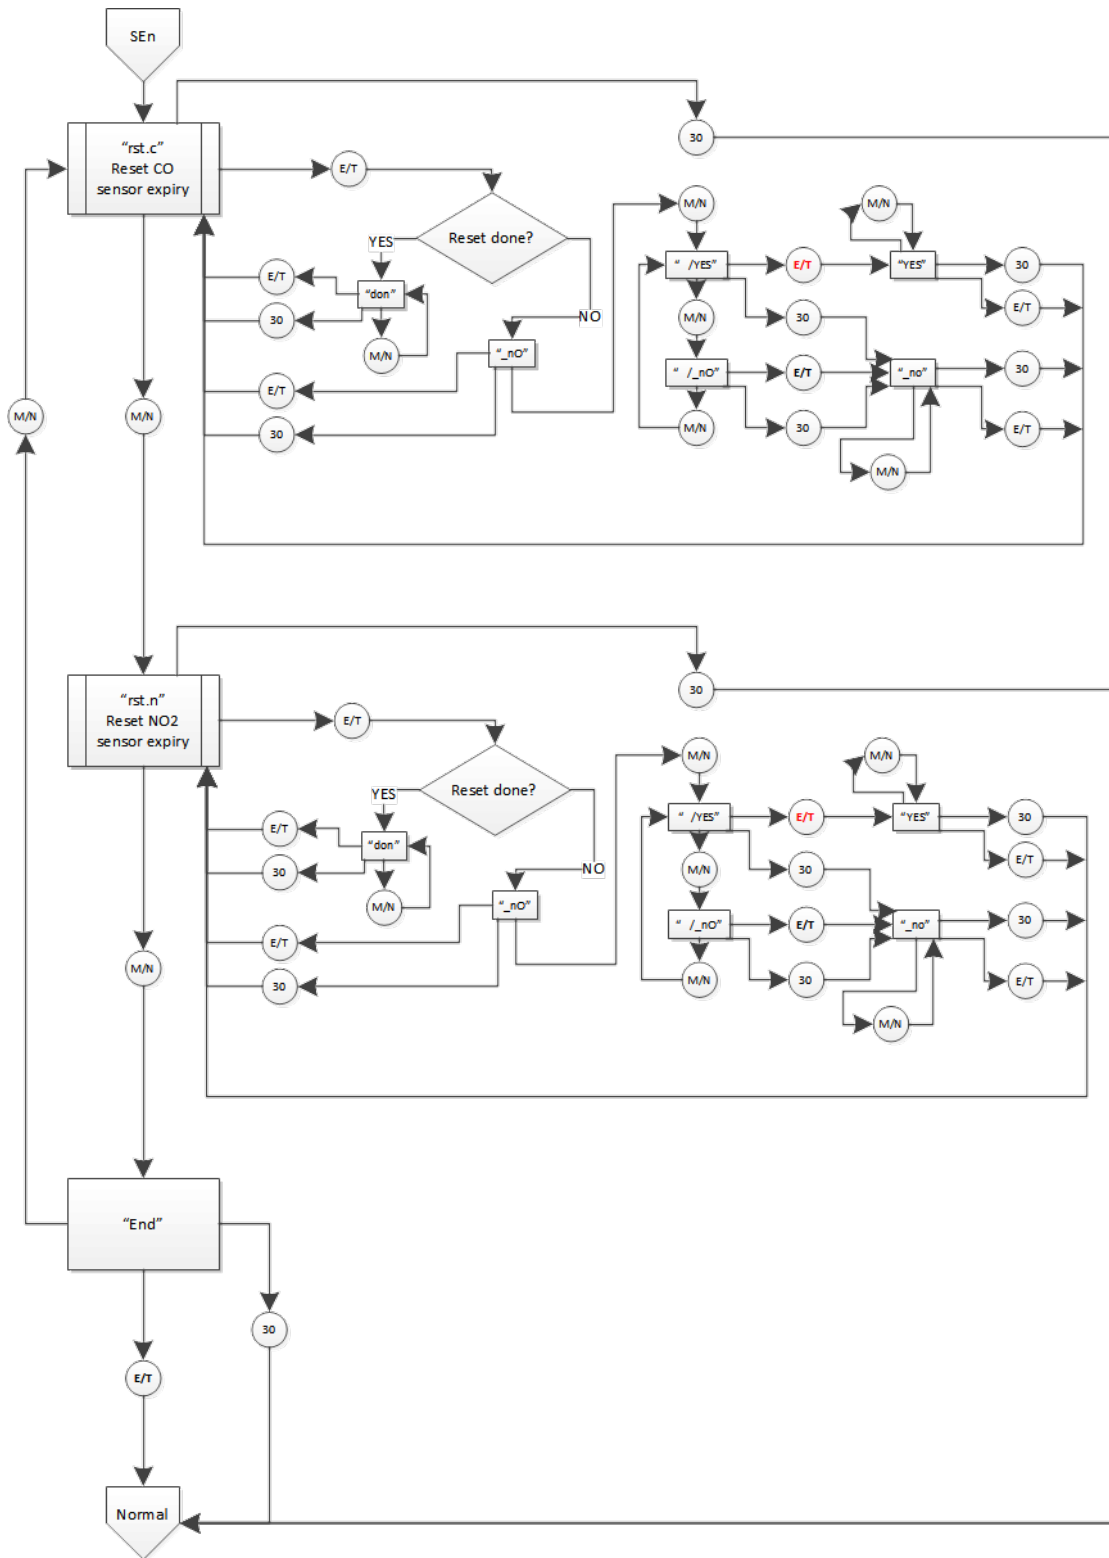 SEn
30
“rst.c”
Reset CO
sensor expiry
E/T
M/N
M/N
YES
Reset done?
“ /YES”
E/T
“YES”
30
E/T
“don”
30
M/N
30
E/T
NO
M/N
“_nO”
“ /_nO”
E/T
“_no”
30
E/T
M/N
M/N
30
M/N
30
E/T
M/N
30
“rst.n”
Reset NO2
sensor expiry
E/T
M/N
M/N
YES
Reset done?
“ /YES”
E/T
“YES”
30
E/T
“don”
30
M/N
30
E/T
NO
M/N
“_nO”
“ /_nO”
E/T
“_no”
30
E/T
M/N
30
M/N
30
E/T
M/N
“End”
30
E/T
Normal